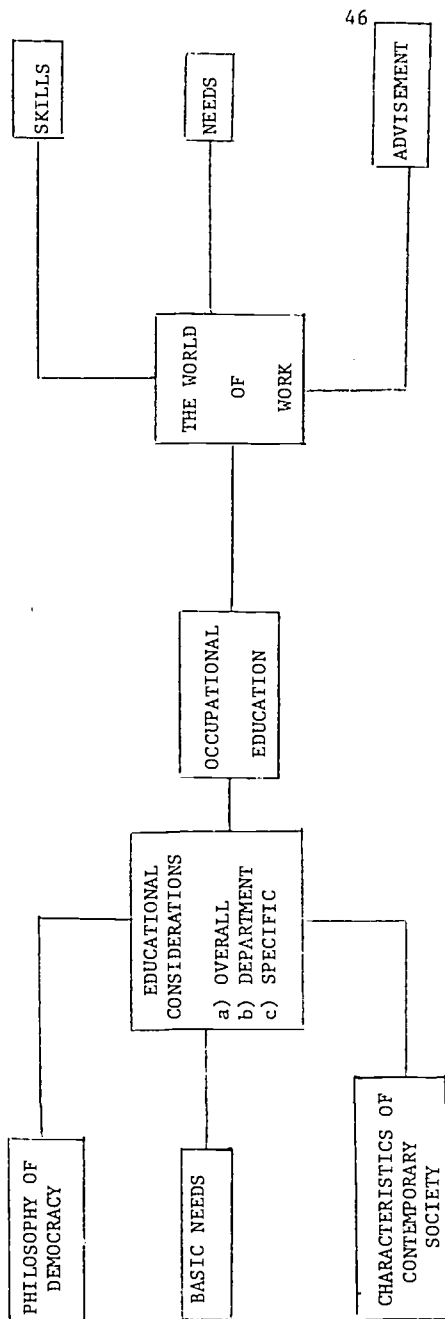 46
PHILOSOPHY OF
DEMOCRACY
BASIC NEEDS
CHARACTERISTICS OF
CONTEMPORARY
SOCIETY
EDUCATIONAL
CONSIDERATIONS
a) OVERALL
b) DEPARTMENT
c) SPECIFIC
OCCUPATIONAL
EDUCATION
THE WORLD
OF
WORK
SKILLS
NEEDS
ADVISEMENT